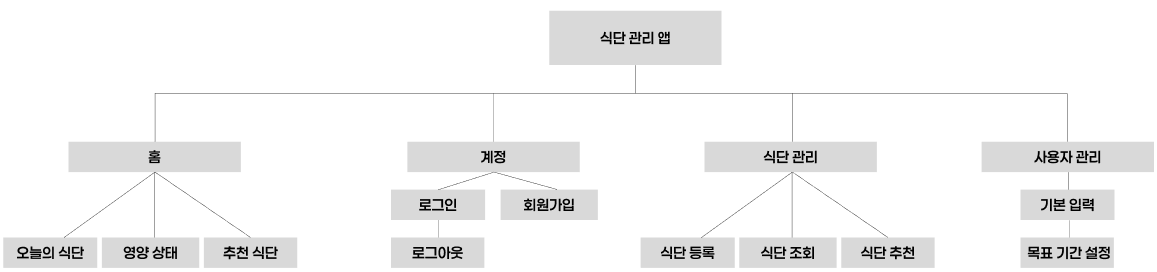 식단 관리 앱
홈
계정
식단 관리
사용자 관리
로그인
회원가입
기본 입력
오늘의 식단
영양 상태
추천 식단
로그아웃
식단 등록
식단 조회
식단 추천
목표 기간 설정